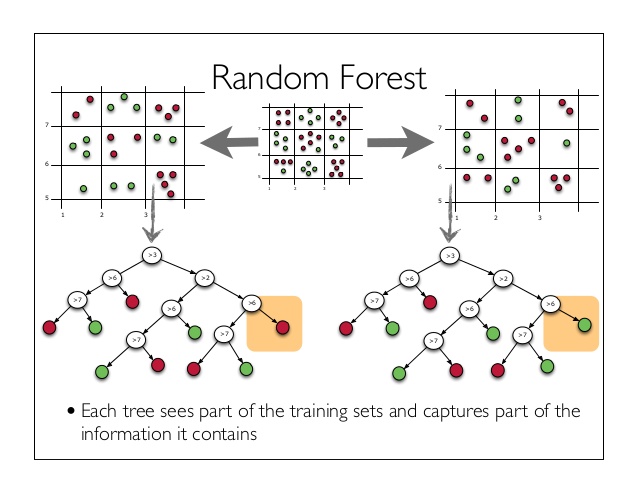 Random Forest
7
6
5
1 2 3
7
6
5
1 2 3
7
6
5
1 2 3
>3
>6 >2
>7 >6 >6
>7 >7
>3
>6 >2
>7 >6 >6
>7 >7
• Each tree sees part of the training sets and captures part of the
information it contains